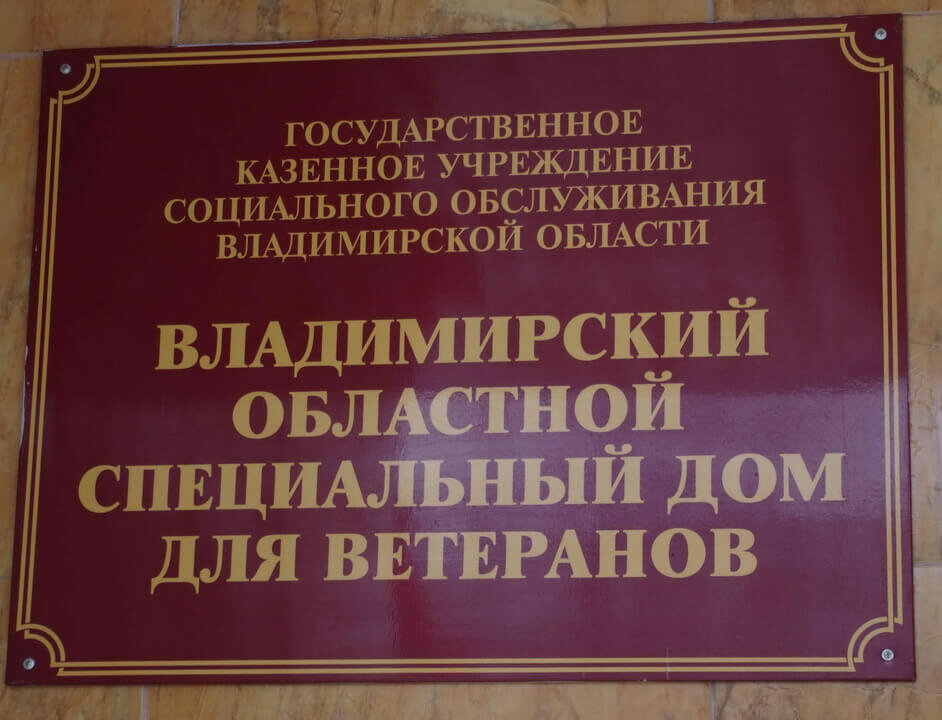 ГОСУДАРСТВЕННОЕ
КАЗЕННОЕ УЧРЕЖДЕНИЕ
СОЦИАЛЬНОГО ОБСЛУЖИВАНИЯ
ВЛАДИМИРСКОЙ ОБЛАСТИ
ВЛАДИМИРСКИЙ
ОБЛАСТНОЙ
СПЕЦИАЛЬНЫЙ ДОМ
ДЛЯ ВЕТЕРАНОВ